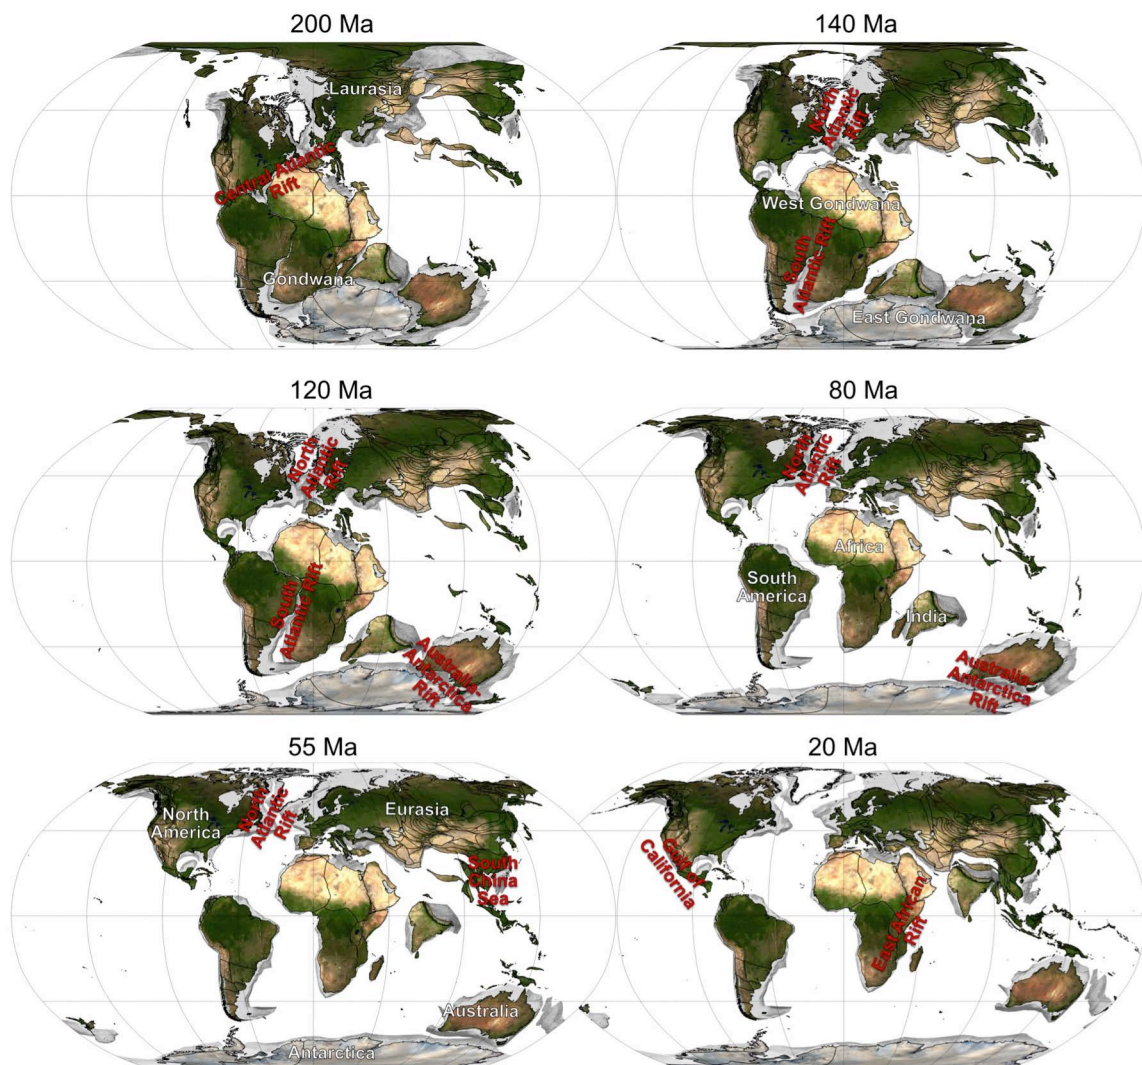 200 Ma
Laurasia
Central Atlantic
Rift
Gondwana
140 Ma
North
Atlantic
Rift
West Gondwana
South
Atlantic Rift
East Gondwana
120 Ma
North
Atlantic
Rift
South
Atlantic Rift
Australia-
Antarctica
Rift
80 Ma
North
Atlantic
Rift
Africa
South
America
India
Australia-
Antarctica
Rift
55 Ma
North
America
North
Atlantic
Rift
Eurasia
South
China
Sea
Australia
Antarctica
20 Ma
Gulf of
California
East African
Rift